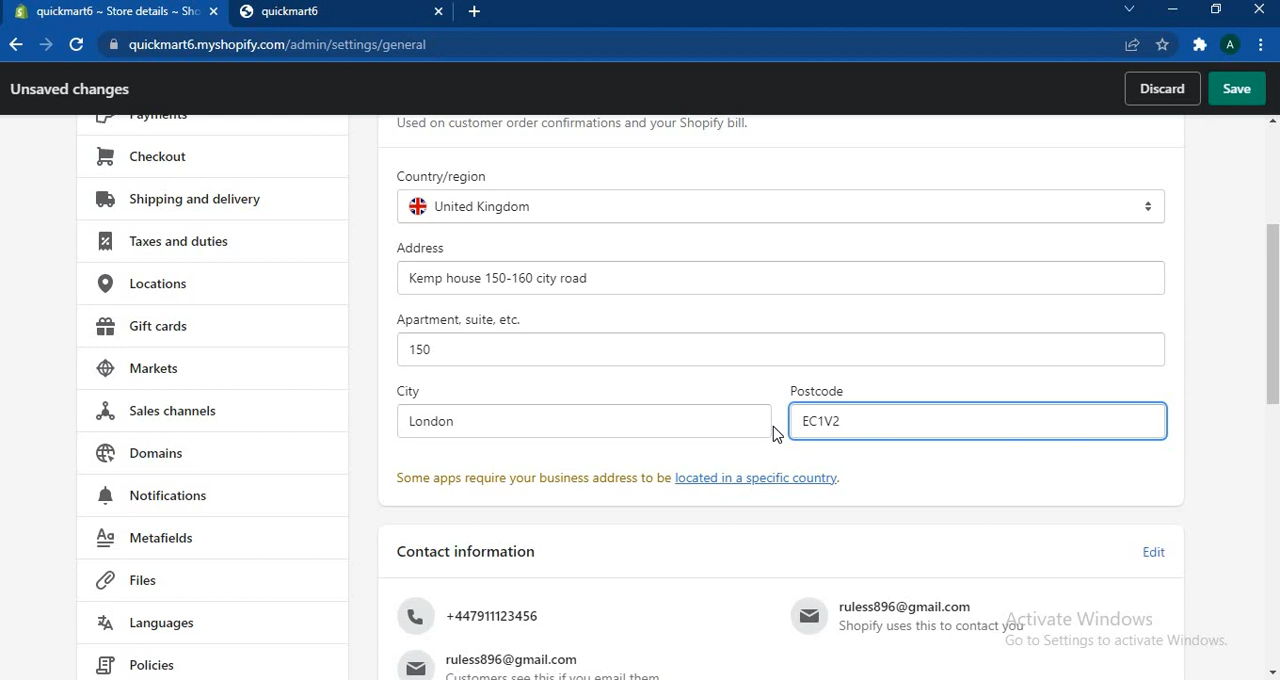 quickmart6 ~ Store details ~ Sho
quickmart6
quickmart6.myshopify.com/admin/settings/general
A
Unsaved changes
Discard
Save
Payments
Checkout
Shipping and delivery
Taxes and duties
Locations
Gift cards
Markets
Sales channels
Domains
Notifications
Metafields
Files
Languages
Policies
Used on customer order confirmations and your Shopify bill.
Country/region
United Kingdom
Address
Kemp house 150-160 city road
Apartment, suite, etc.
150
City
Postcode
London
EC1V2
Some apps require your business address to be located in a specific country.
Contact information
Edit
+447911123456
ruless896@gmail.com
Shopify uses this to contact you
ruless896@gmail.com
Customers see this if you email them
Activate Windows
Go to Settings to activate Windows.